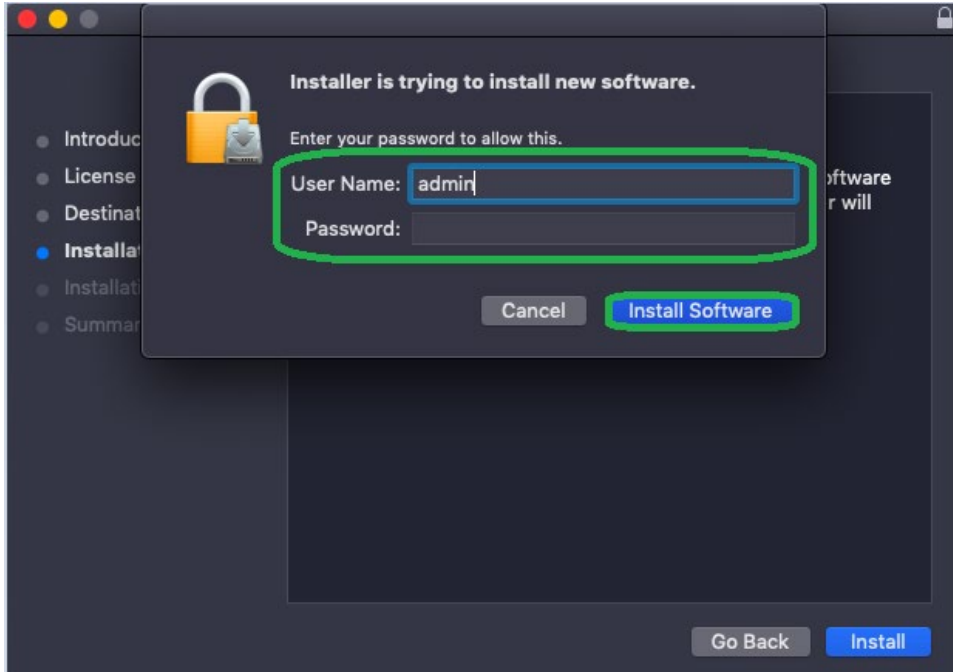 Installer is trying to install new software.
Enter your password to allow this.
User Name: admin
Password:
Cancel Install Software
Introduc
License
Destinat
Installat
Installati
Summar
oftware
r will
Go Back Install